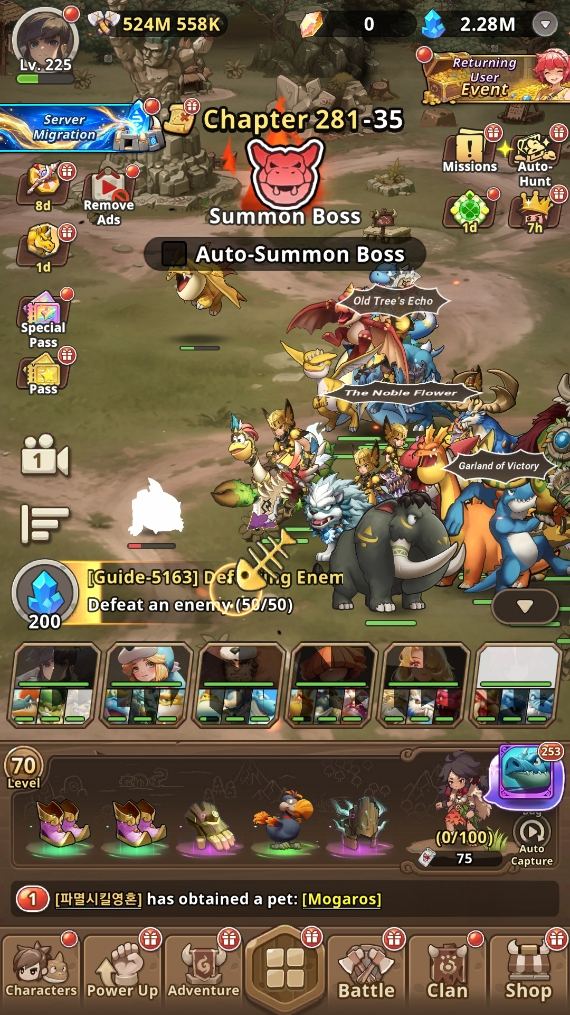 524M 558K
0
2.28M
Lv. 225
Returning
User
Event
Server
Migration
Chapter 281-35
Missions
Auto-
Hunt
8d
Remove
Ads
1d
7h
Summon Boss
Auto-Summon Boss
1d
Old Tree's Echo
Special
Pass
Pass
The Noble Flower
1
Garland of Victory
[Guide-5163]
Defeat an enemy (50/50)
200
70
Level
253
(0/100)
75
Auto
Capture
1
[파멸시킬영혼] has obtained a pet: [Mogaros]
Characters
Power Up
Adventure
Battle
Clan
Shop